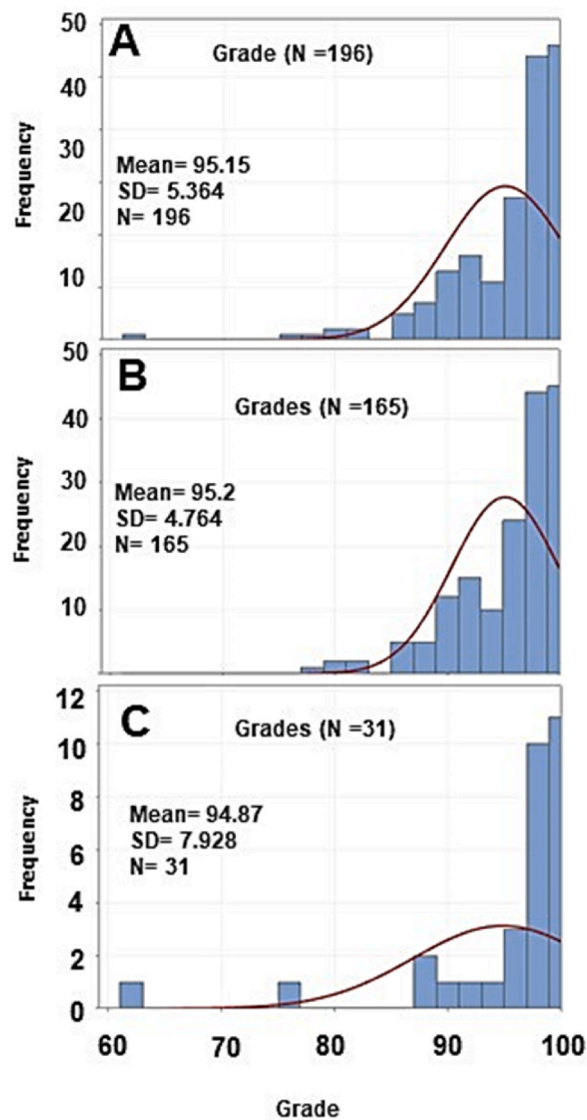 A
Grade (N =196)
50
40
30
20
10
Frequency
Mean= 95.15
SD= 5.364
N= 196
B
Grades (N =165)
50
40
30
20
10
Frequency
Mean= 95.2
SD= 4.764
N= 165
C
Grades (N =31)
12
10
8
6
4
2
0
Frequency
Mean= 94.87
SD= 7.928
N= 31
60 70 80 90 100
Grade